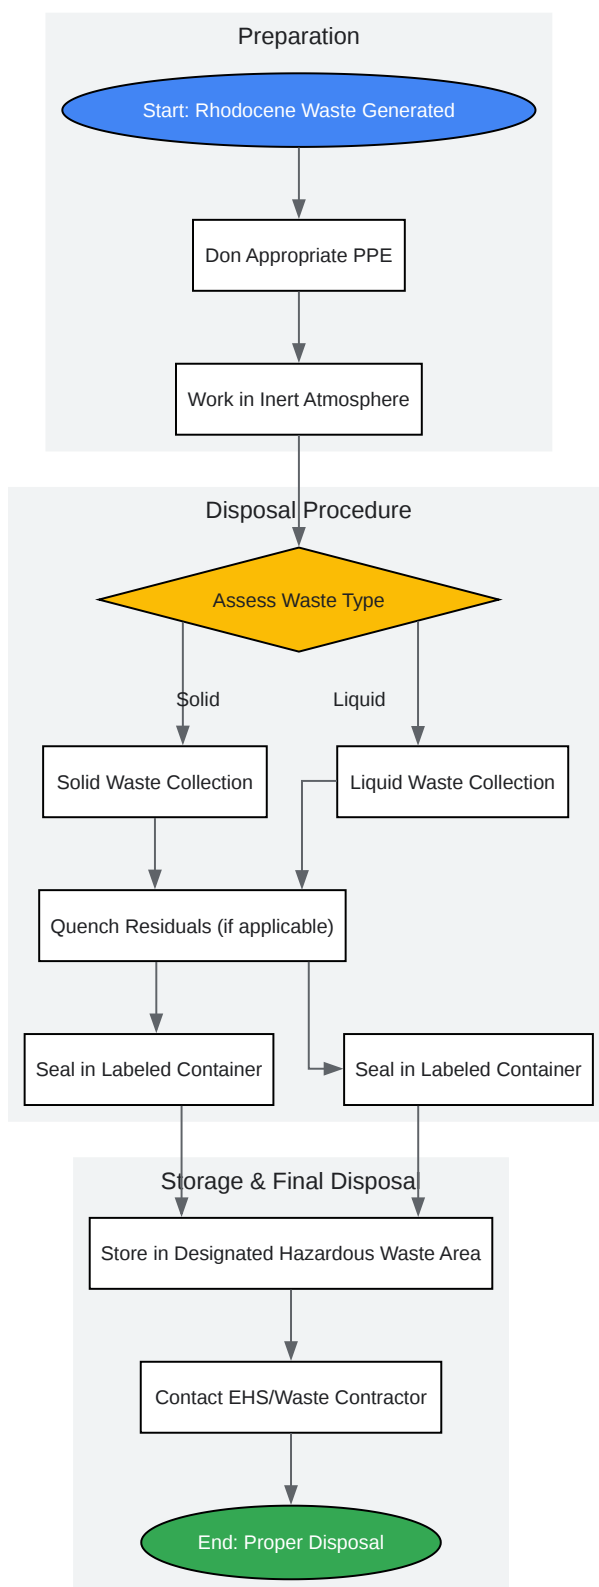 Preparation
Start: Rhodocene Waste Generated
Don Appropriate PPE
Work in Inert Atmosphere
Disposal Procedure
Assess Waste Type
Solid
Liquid
Solid Waste Collection
Liquid Waste Collection
Quench Residuals (if applicable)
Seal in Labeled Container
Seal in Labeled Container
Storage & Final Disposal
Store in Designated Hazardous Waste Area
Contact EHS/Waste Contractor
End: Proper Disposal